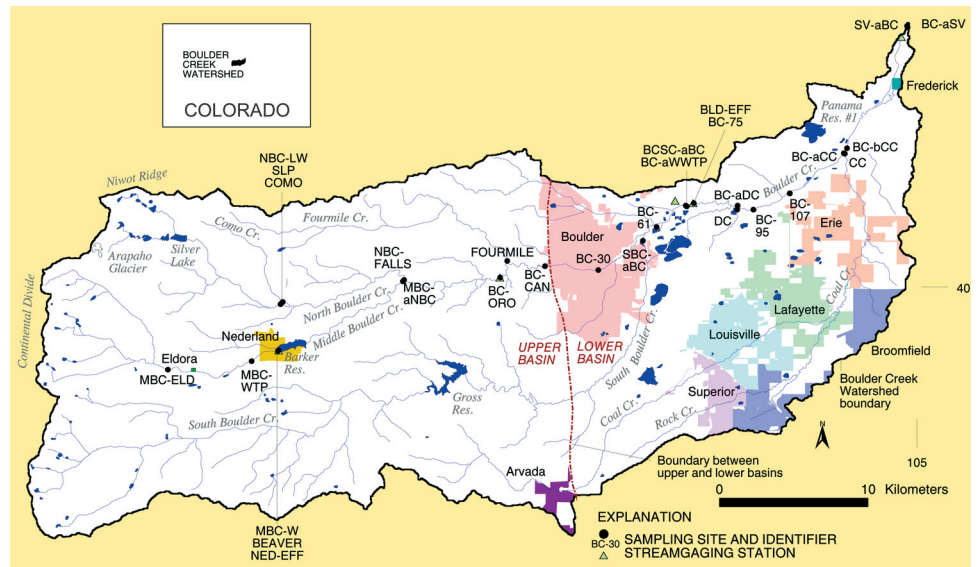 BOULDER
CREEK
WATERSHED
COLORADO
SV-aBC
BC-aSV
Frederick
Panama
Res. #1
BLD-EFF
BC-75
BCSC-aBC
BC-aWWTP
NBC-LW
SLP
COMO
Niwot Ridge
Como Cr.
Fourmile Cr.
Arapaho
Glacier
Silver
Lake
Continental Divide
NBC-
FALLS
MBC-
aNBC
FOURMILE
BC-
ORO
BC-
CAN
Boulder
BC-30
BC-
61
SBC-
aBC
BC-aDC
DC
BC-
95
BC-
107
Boulder Cr.
BC-aCC
BC-bCC
CC
Erie
40
North Boulder Cr.
Middle Boulder Cr.
Nederland
Barker
Res.
Eldora
MBC-ELD
MBC-
WTP
South Boulder Cr.
Gross
Res.
UPPER
BASIN
LOWER
BASIN
South Boulder Cr.
Coal Cr.
Rock Cr.
Coal Cr.
Lafayette
Louisville
Superior
Broomfield
Boulder Creek
Watershed
boundary
N
105
Boundary between
upper and lower basins
Arvada
0 10 Kilometers
MBC-W
BEAVER
NED-EFF
EXPLANATION
BC-30 SAMPLING SITE AND IDENTIFIER
STREAMGAGING STATION